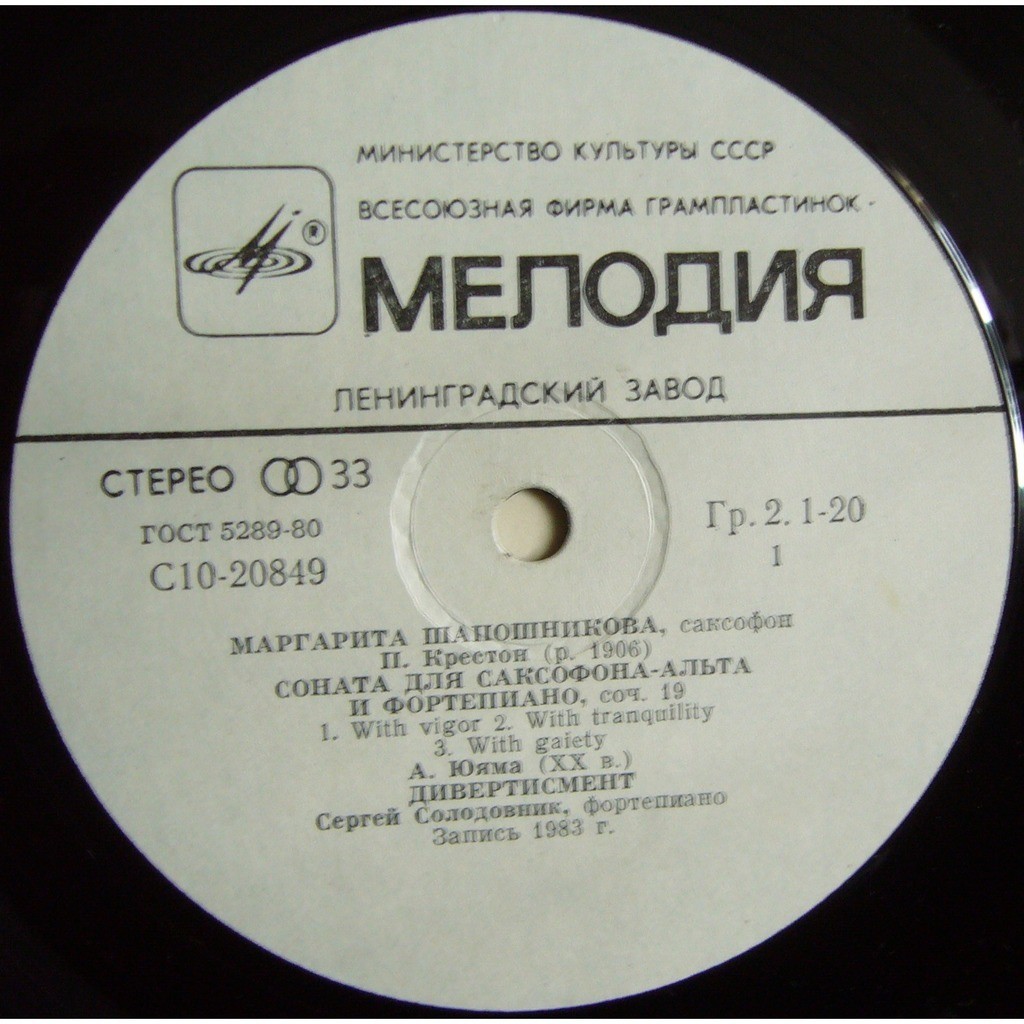 МИНИСТЕРСТВО КУЛЬТУРЫ СССР
ВСЕСОЮЗНАЯ ФИРМА ГРАМПЛАСТИНОК
®
МЕЛОДИЯ
ЛЕНИНГРАДСКИЙ ЗАВОД
СТЕРЕО 33
ГОСТ 5289-80
С10-20849
Гр. 2. 1-20
1
МАРГАРИТА ШАПОШНИКОВА, саксофон
П. Крестон (р. 1906)
СОНАТА ДЛЯ САКСОФОНА-АЛЬТА
И ФОРТЕПИАНО, соч. 19
1. With vigor 2. With tranquility
3. With gaiety
А. Юяма (XX в.)
ДИВЕРТИСМЕНТ
Сергей Солодовник, фортепиано
Запись 1983 г.